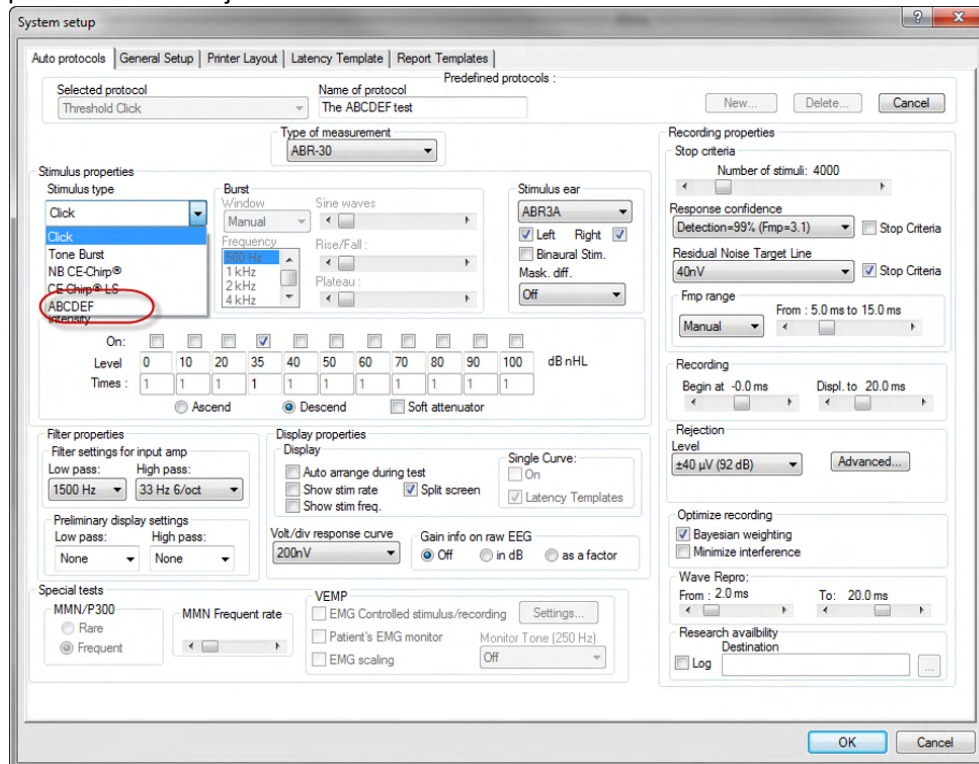 System setup
Auto protocols General Setup Printer Layout Latency Template Report Templates
Predefined protocols :
Selected protocol
Threshold Click
Name of protocol
The ABCDEF test
New... Delete... Cancel
Type of measurement
ABR-30
Stimulus properties
Stimulus type
Click
Click
Tone Burst
NB CE-Chirp®
CE-Chirp® LS
ABCDEF
Burst
Window
Manual
Sine waves
Frequency
500 Hz
1 kHz
2 kHz
4 kHz
Rise/Fall :
Plateau :
Stimulus ear
ABR3A
Left Right
Binaural Stim.
Mask. diff.
Off
Intensity
On:
Level 0 10 20 35 40 50 60 70 80 90 100 dB nHL
Times : 1 1 1 1 1 1 1 1 1 1 1
Ascend Descend Soft attenuator
Filter properties
Filter settings for input amp
Low pass: High pass:
1500 Hz 33 Hz 6/oct
Preliminary display settings
Low pass: High pass:
None None
Display properties
Display
Auto arrange during test
Show stim rate Split screen
Show stim freq.
Single Curve:
On
Latency Templates
Volt/div response curve
200nV
Gain info on raw EEG
Off in dB as a factor
Special tests
MMN/P300
Rare
Frequent
MMN Frequent rate
VEMP
EMG Controlled stimulus/recording Settings...
Patient's EMG monitor
EMG scaling
Monitor Tone (250 Hz)
Off
Recording properties
Stop criteria
Number of stimuli: 4000
Response confidence
Detection=99% (Fmp=3.1) Stop Criteria
Residual Noise Target Line
40nV Stop Criteria
Fmp range
From : 5.0 ms to 15.0 ms
Manual
Recording
Begin at -0.0 ms Displ. to 20.0 ms
Rejection
Level
±40 µV (92 dB) Advanced...
Optimize recording
Bayesian weighting
Minimize interference
Wave Repro:
From : 2.0 ms To: 20.0 ms
Research availbility
Destination
Log ...
OK Cancel